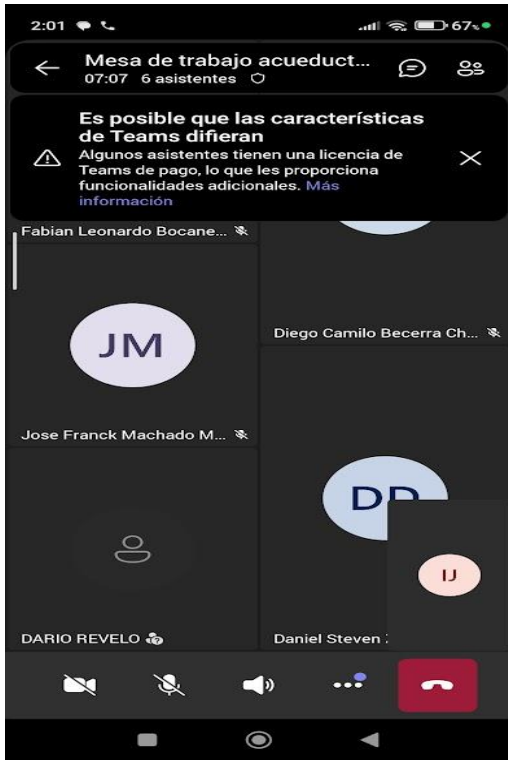 2:01 67%
Mesa de trabajo acueduct...
07:07 6 asistentes
Es posible que las características
de Teams difieran
Algunos asistentes tienen una licencia de
Teams de pago, lo que les proporciona
funcionalidades adicionales. Más
información
Fabian Leonardo Bocane...
Diego Camilo Becerra Ch...
JM
Jose Franck Machado M...
DD
IJ
DARIO REVELO
Daniel Steven